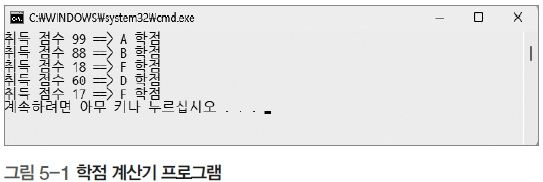 C:\WINDOWS\system32\cmd.exe
취득 점수 99 => A 학점
취득 점수 88 => B 학점
취득 점수 18 => F 학점
취득 점수 60 => D 학점
취득 점수 17 => F 학점
계속하려면 아무 키나 누르십시오 . . .
그림 5-1 학점 계산기 프로그램